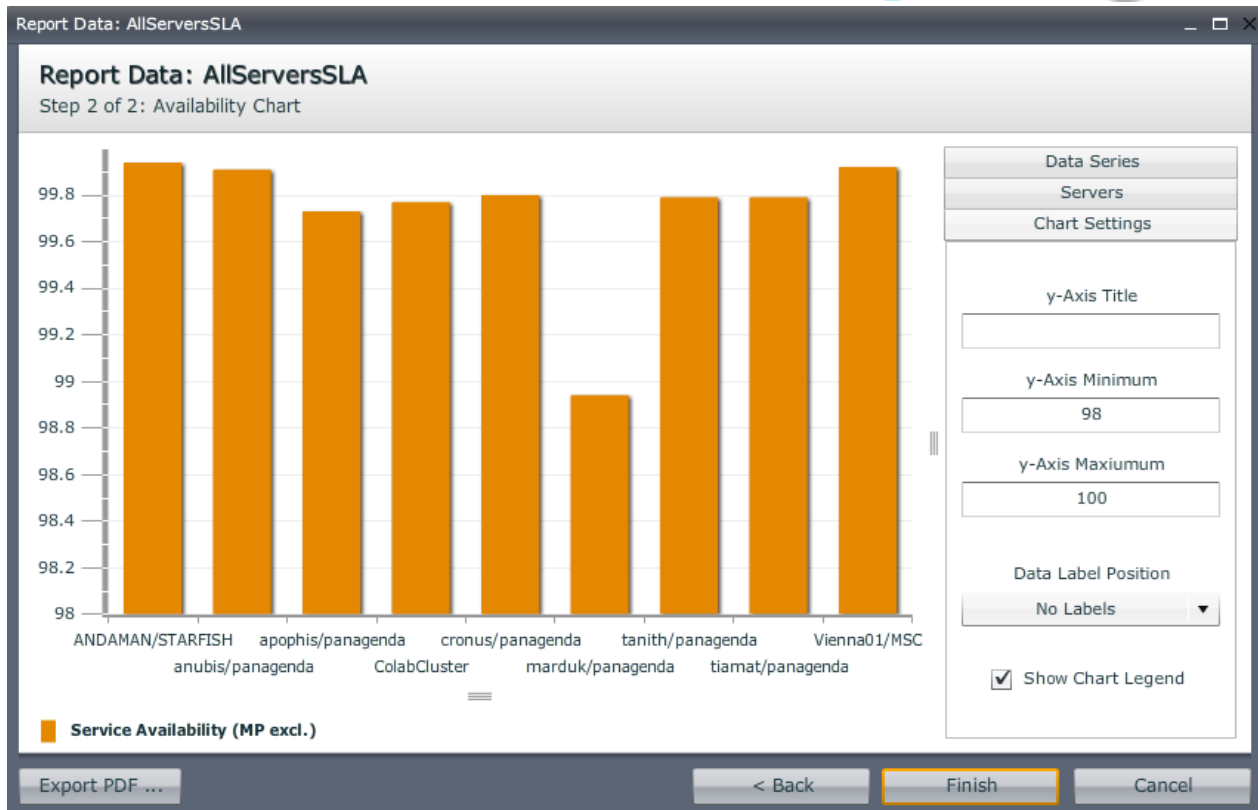 Report Data: AllServersSLA
Report Data: AllServersSLA
Step 2 of 2: Availability Chart
99.8
99.6
99.4
99.2
99
98.8
98.6
98.4
98.2
98
ANDAMAN/STARFISH apophis/panagenda cronus/panagenda tanith/panagenda Vienna01/MSC
anubis/panagenda ColabCluster marduk/panagenda tiamat/panagenda
Service Availability (MP excl.)
Data Series
Servers
Chart Settings
y-Axis Title
y-Axis Minimum
98
y-Axis Maxiumum
100
Data Label Position
No Labels
Show Chart Legend
Export PDF ... < Back Finish Cancel